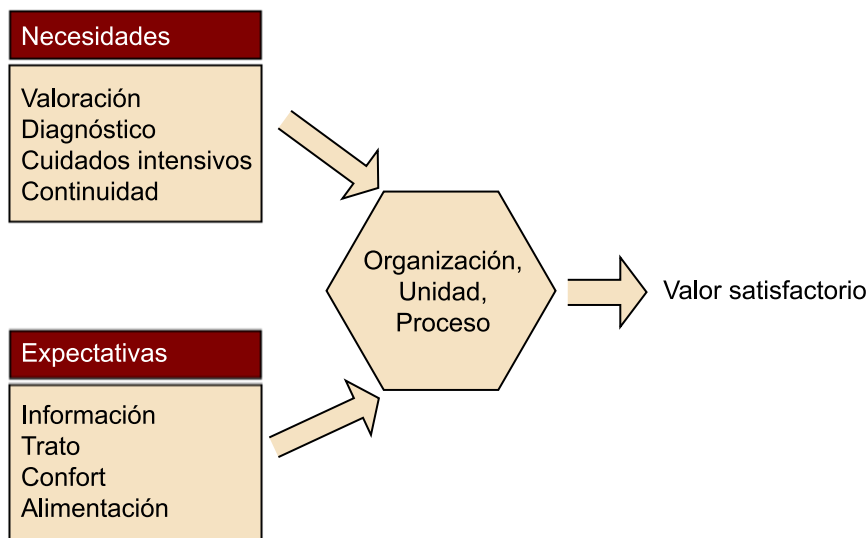 Necesidades
Valoración
Diagnóstico
Cuidados intensivos
Continuidad
Organización,
Unidad,
Proceso
Valor satisfactorio
Expectativas
Información
Trato
Confort
Alimentación